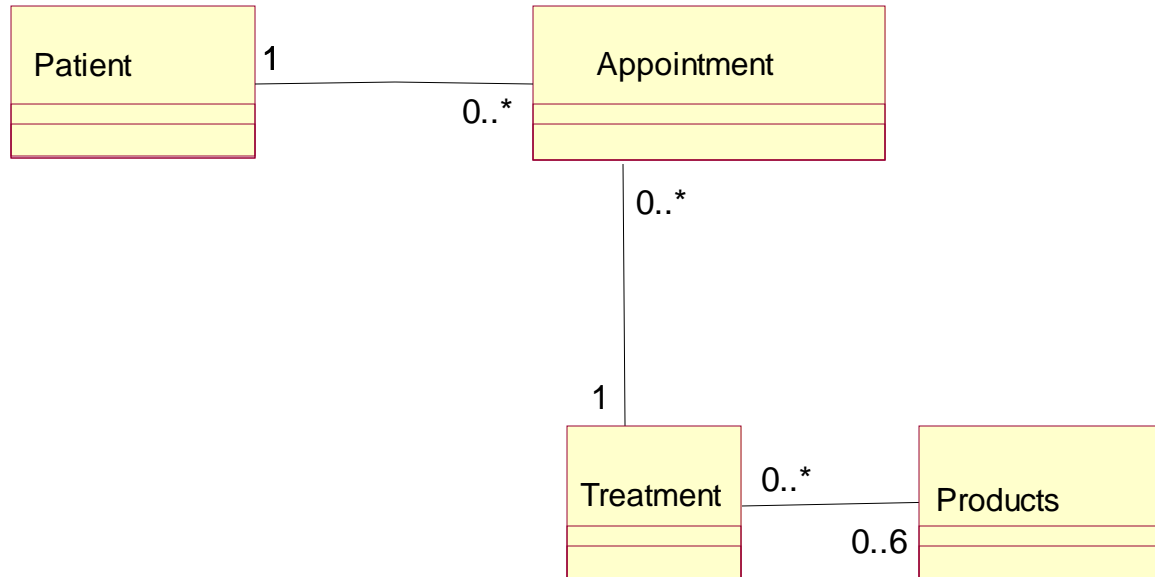 Patient
1
0..*
Appointment
0..*
1
Treatment
0..*
0..6
Products